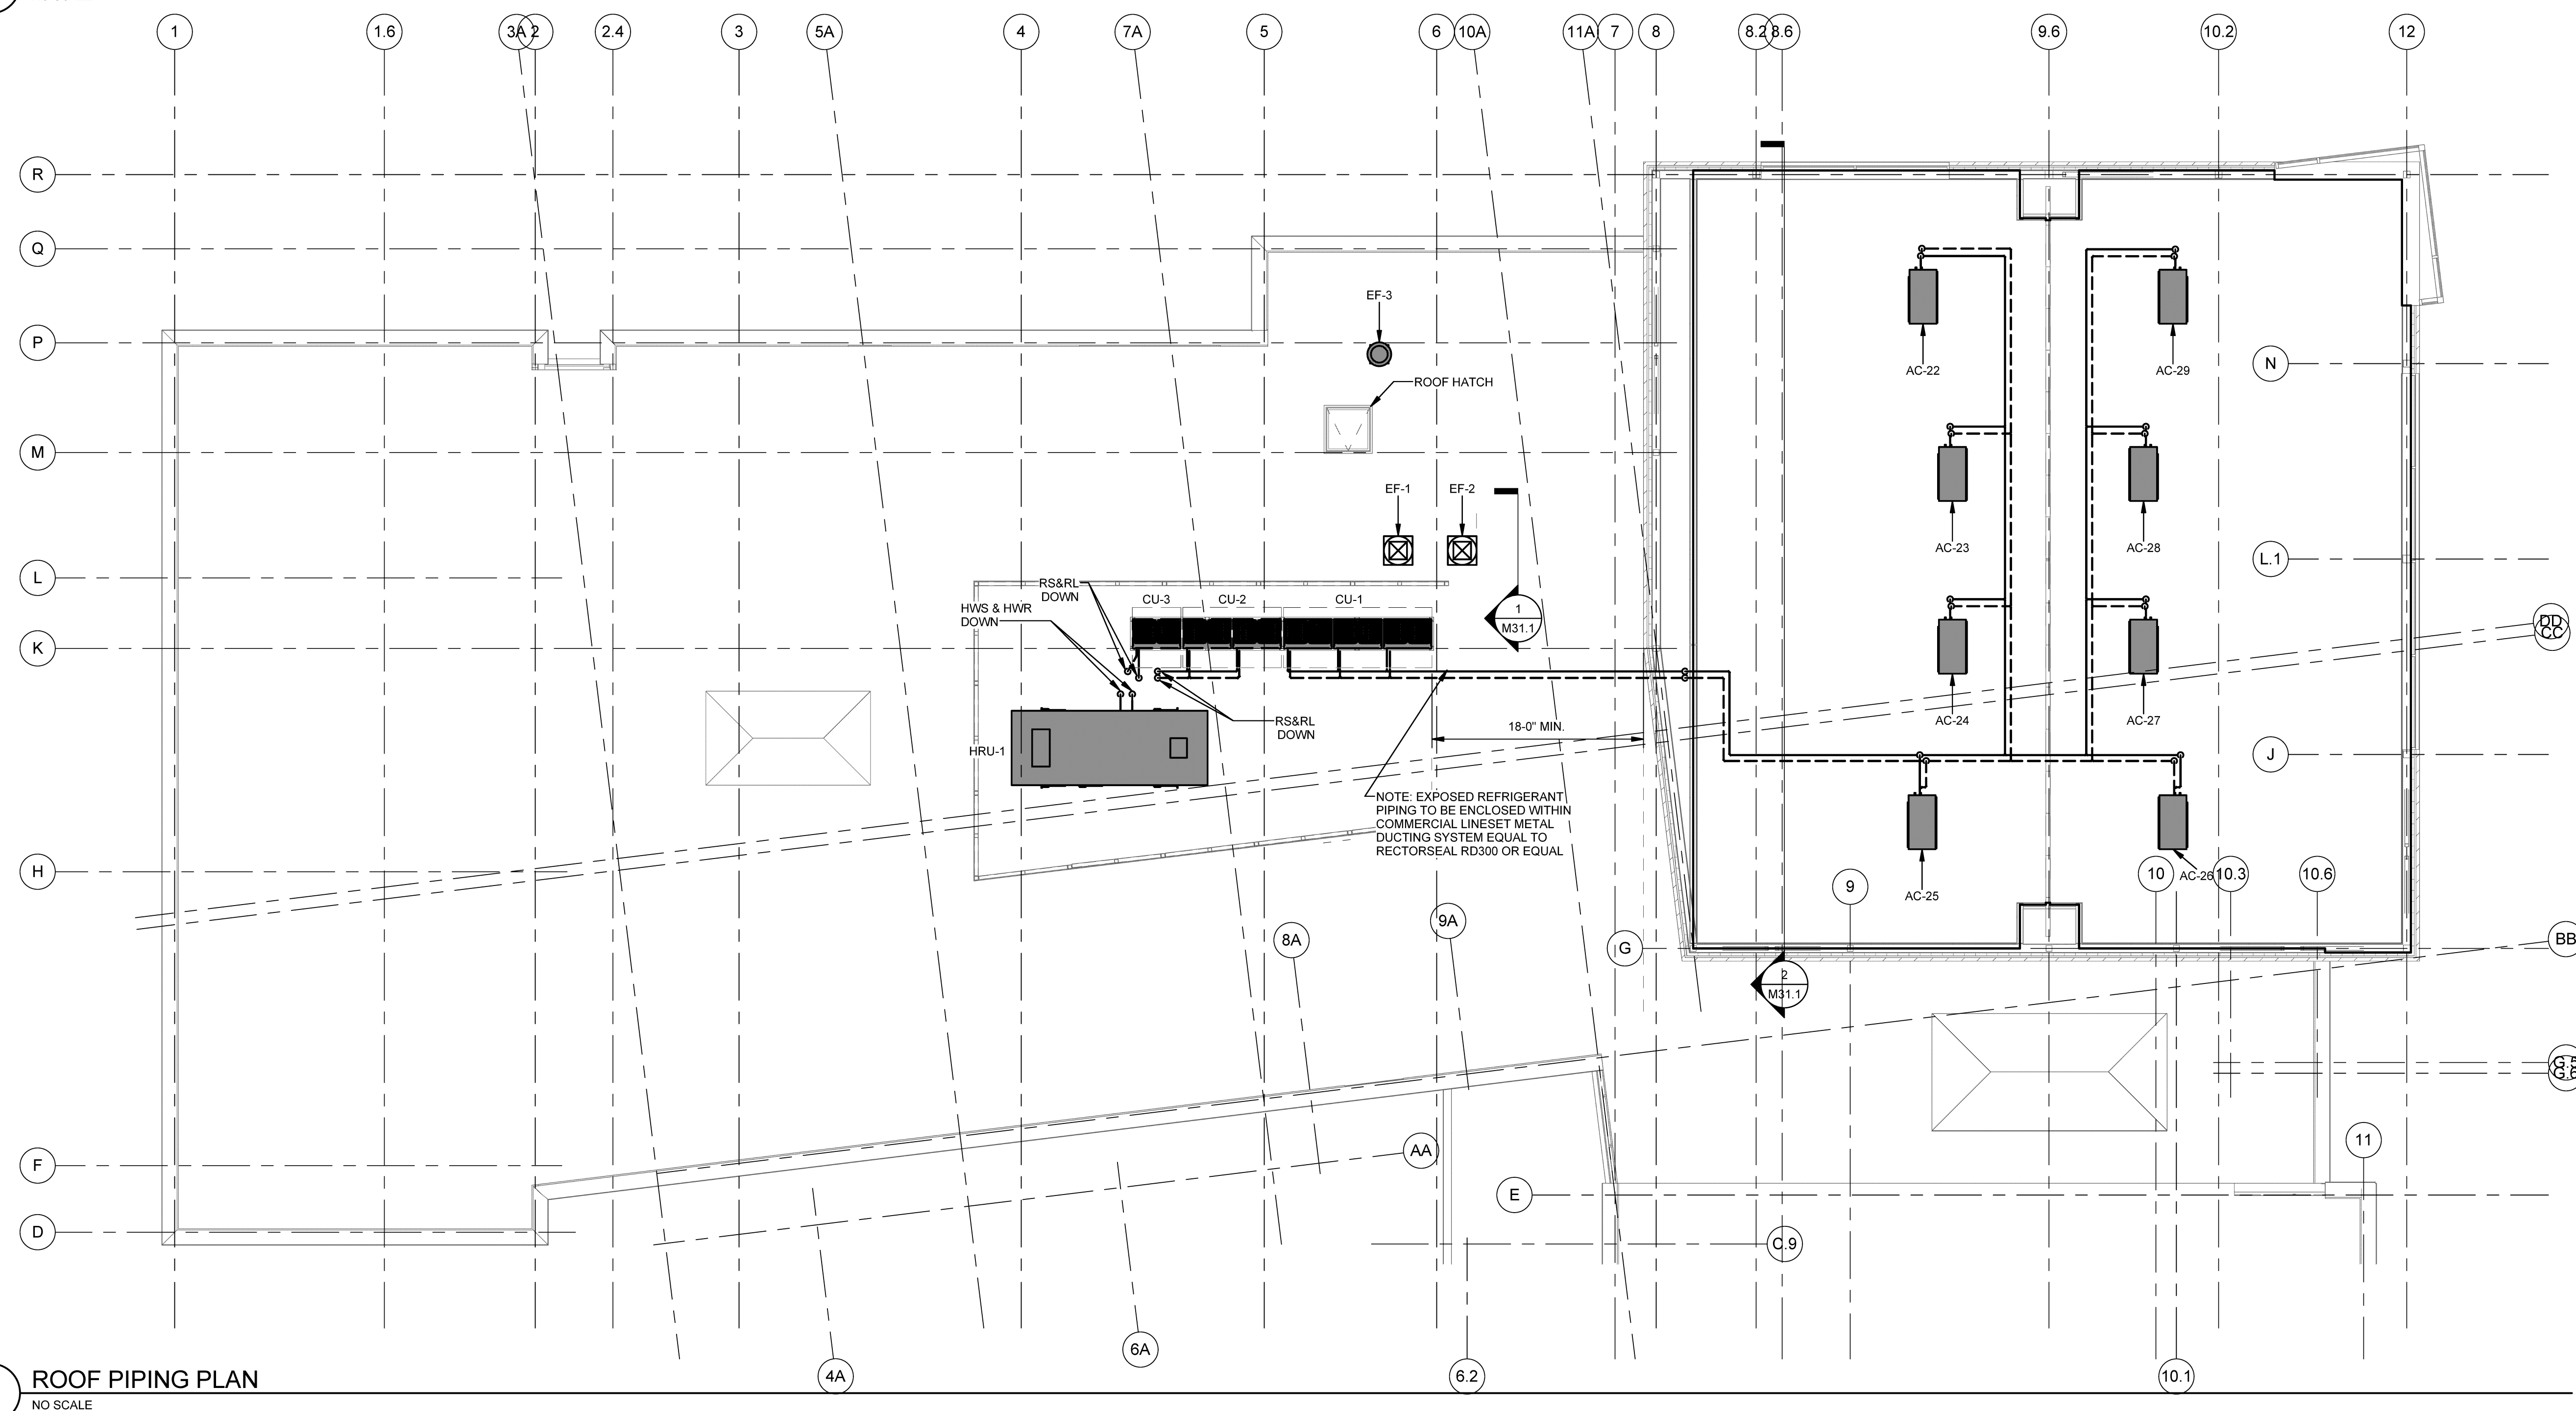 1
1.6
3A
2
2.4
3
5A
4
7A
5
6
10A
11A
7
8
8.2
8.6
9.6
10.2
12
R
Q
P
M
L
K
H
F
D
N
L.1
DD
CC
J
BB
G
E
AA
C.9
EF-3
ROOF HATCH
EF-1
EF-2
RS&RL
DOWN
HWS & HWR
DOWN
CU-3
CU-2
CU-1
1
M31.1
HRU-1
RS&RL
DOWN
18-0" MIN.
NOTE: EXPOSED REFRIGERANT
PIPING TO BE ENCLOSED WITHIN
COMMERCIAL LINESET METAL
DUCTING SYSTEM EQUAL TO
RECTORSEAL RD300 OR EQUAL
AC-22
AC-29
AC-23
AC-28
AC-24
AC-27
AC-25
AC-26
9
10
10.3
10.6
8A
9A
2
M31.1
G.5
G.6
11
4A
6A
6.2
10.1
ROOF PIPING PLAN
NO SCALE